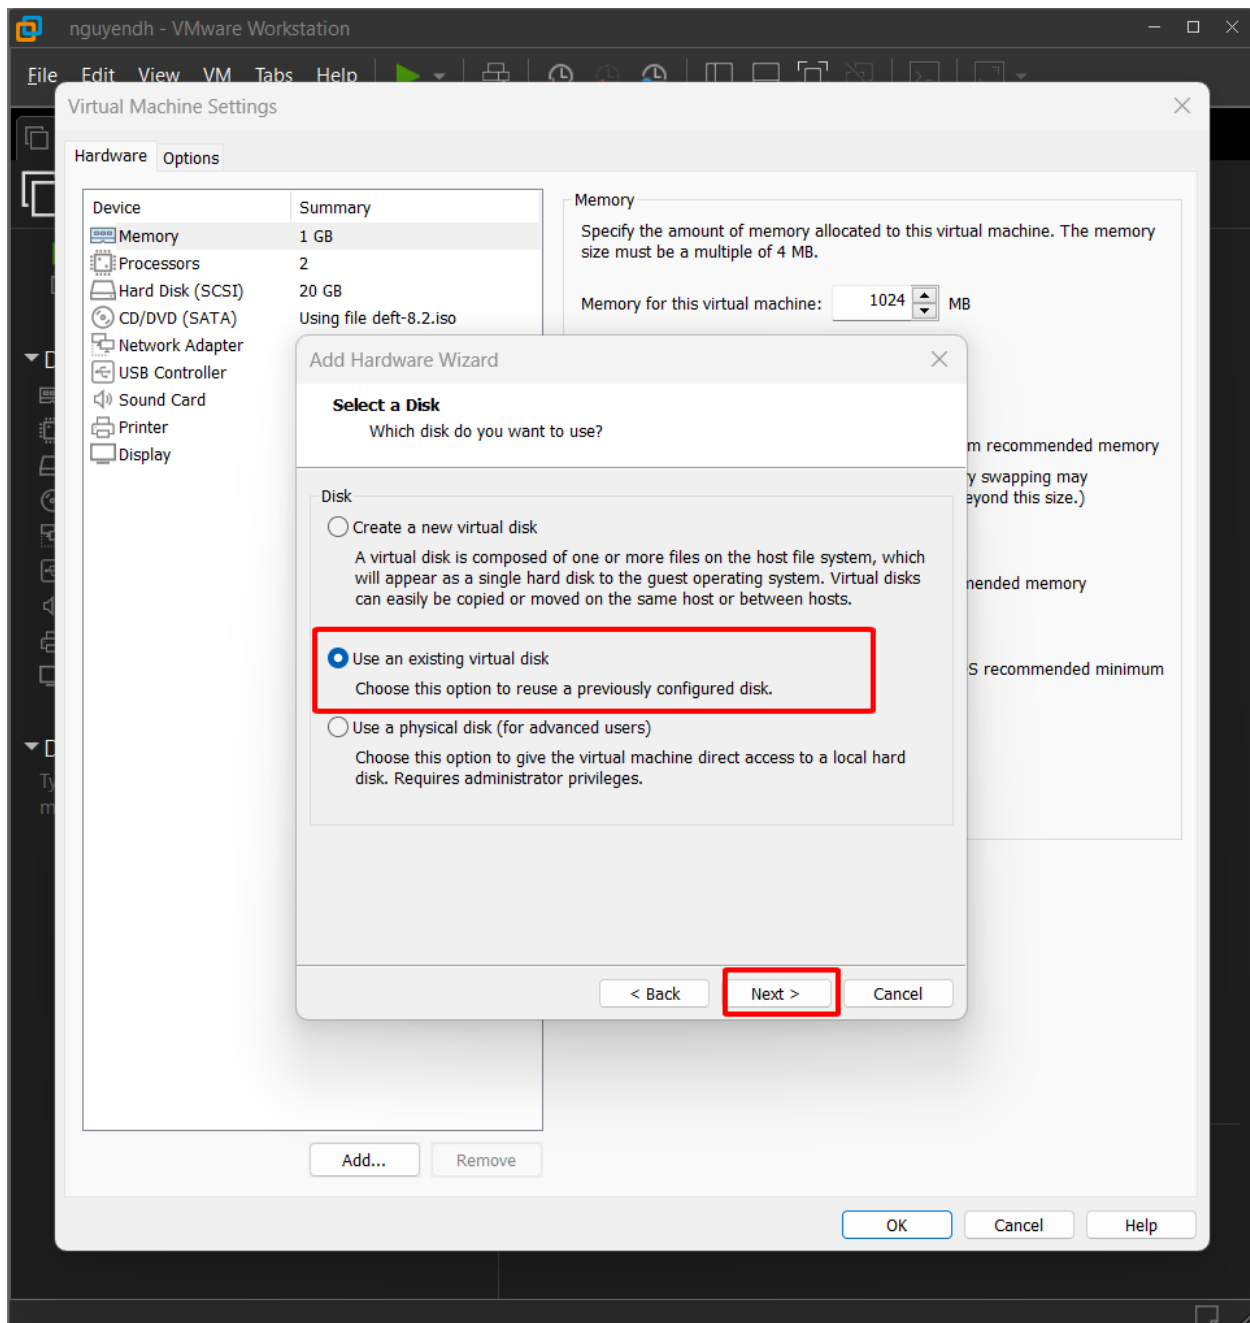 nguyendh - VMware Workstation
File Edit View VM Tabs Help
Virtual Machine Settings
Hardware Options
Device Summary
Memory 1 GB
Processors 2
Hard Disk (SCSI) 20 GB
CD/DVD (SATA) Using file deft-8.2.iso
Network Adapter
USB Controller
Sound Card
Printer
Display
Memory
Specify the amount of memory allocated to this virtual machine. The memory
size must be a multiple of 4 MB.
Memory for this virtual machine: 1024 MB
m recommended memory
y swapping may
eyond this size.)
mended memory
S recommended minimum
Add Hardware Wizard
Select a Disk
Which disk do you want to use?
Disk
Create a new virtual disk
A virtual disk is composed of one or more files on the host file system, which
will appear as a single hard disk to the guest operating system. Virtual disks
can easily be copied or moved on the same host or between hosts.
Use an existing virtual disk
Choose this option to reuse a previously configured disk.
Use a physical disk (for advanced users)
Choose this option to give the virtual machine direct access to a local hard
disk. Requires administrator privileges.
< Back Next > Cancel
Add... Remove
OK Cancel Help